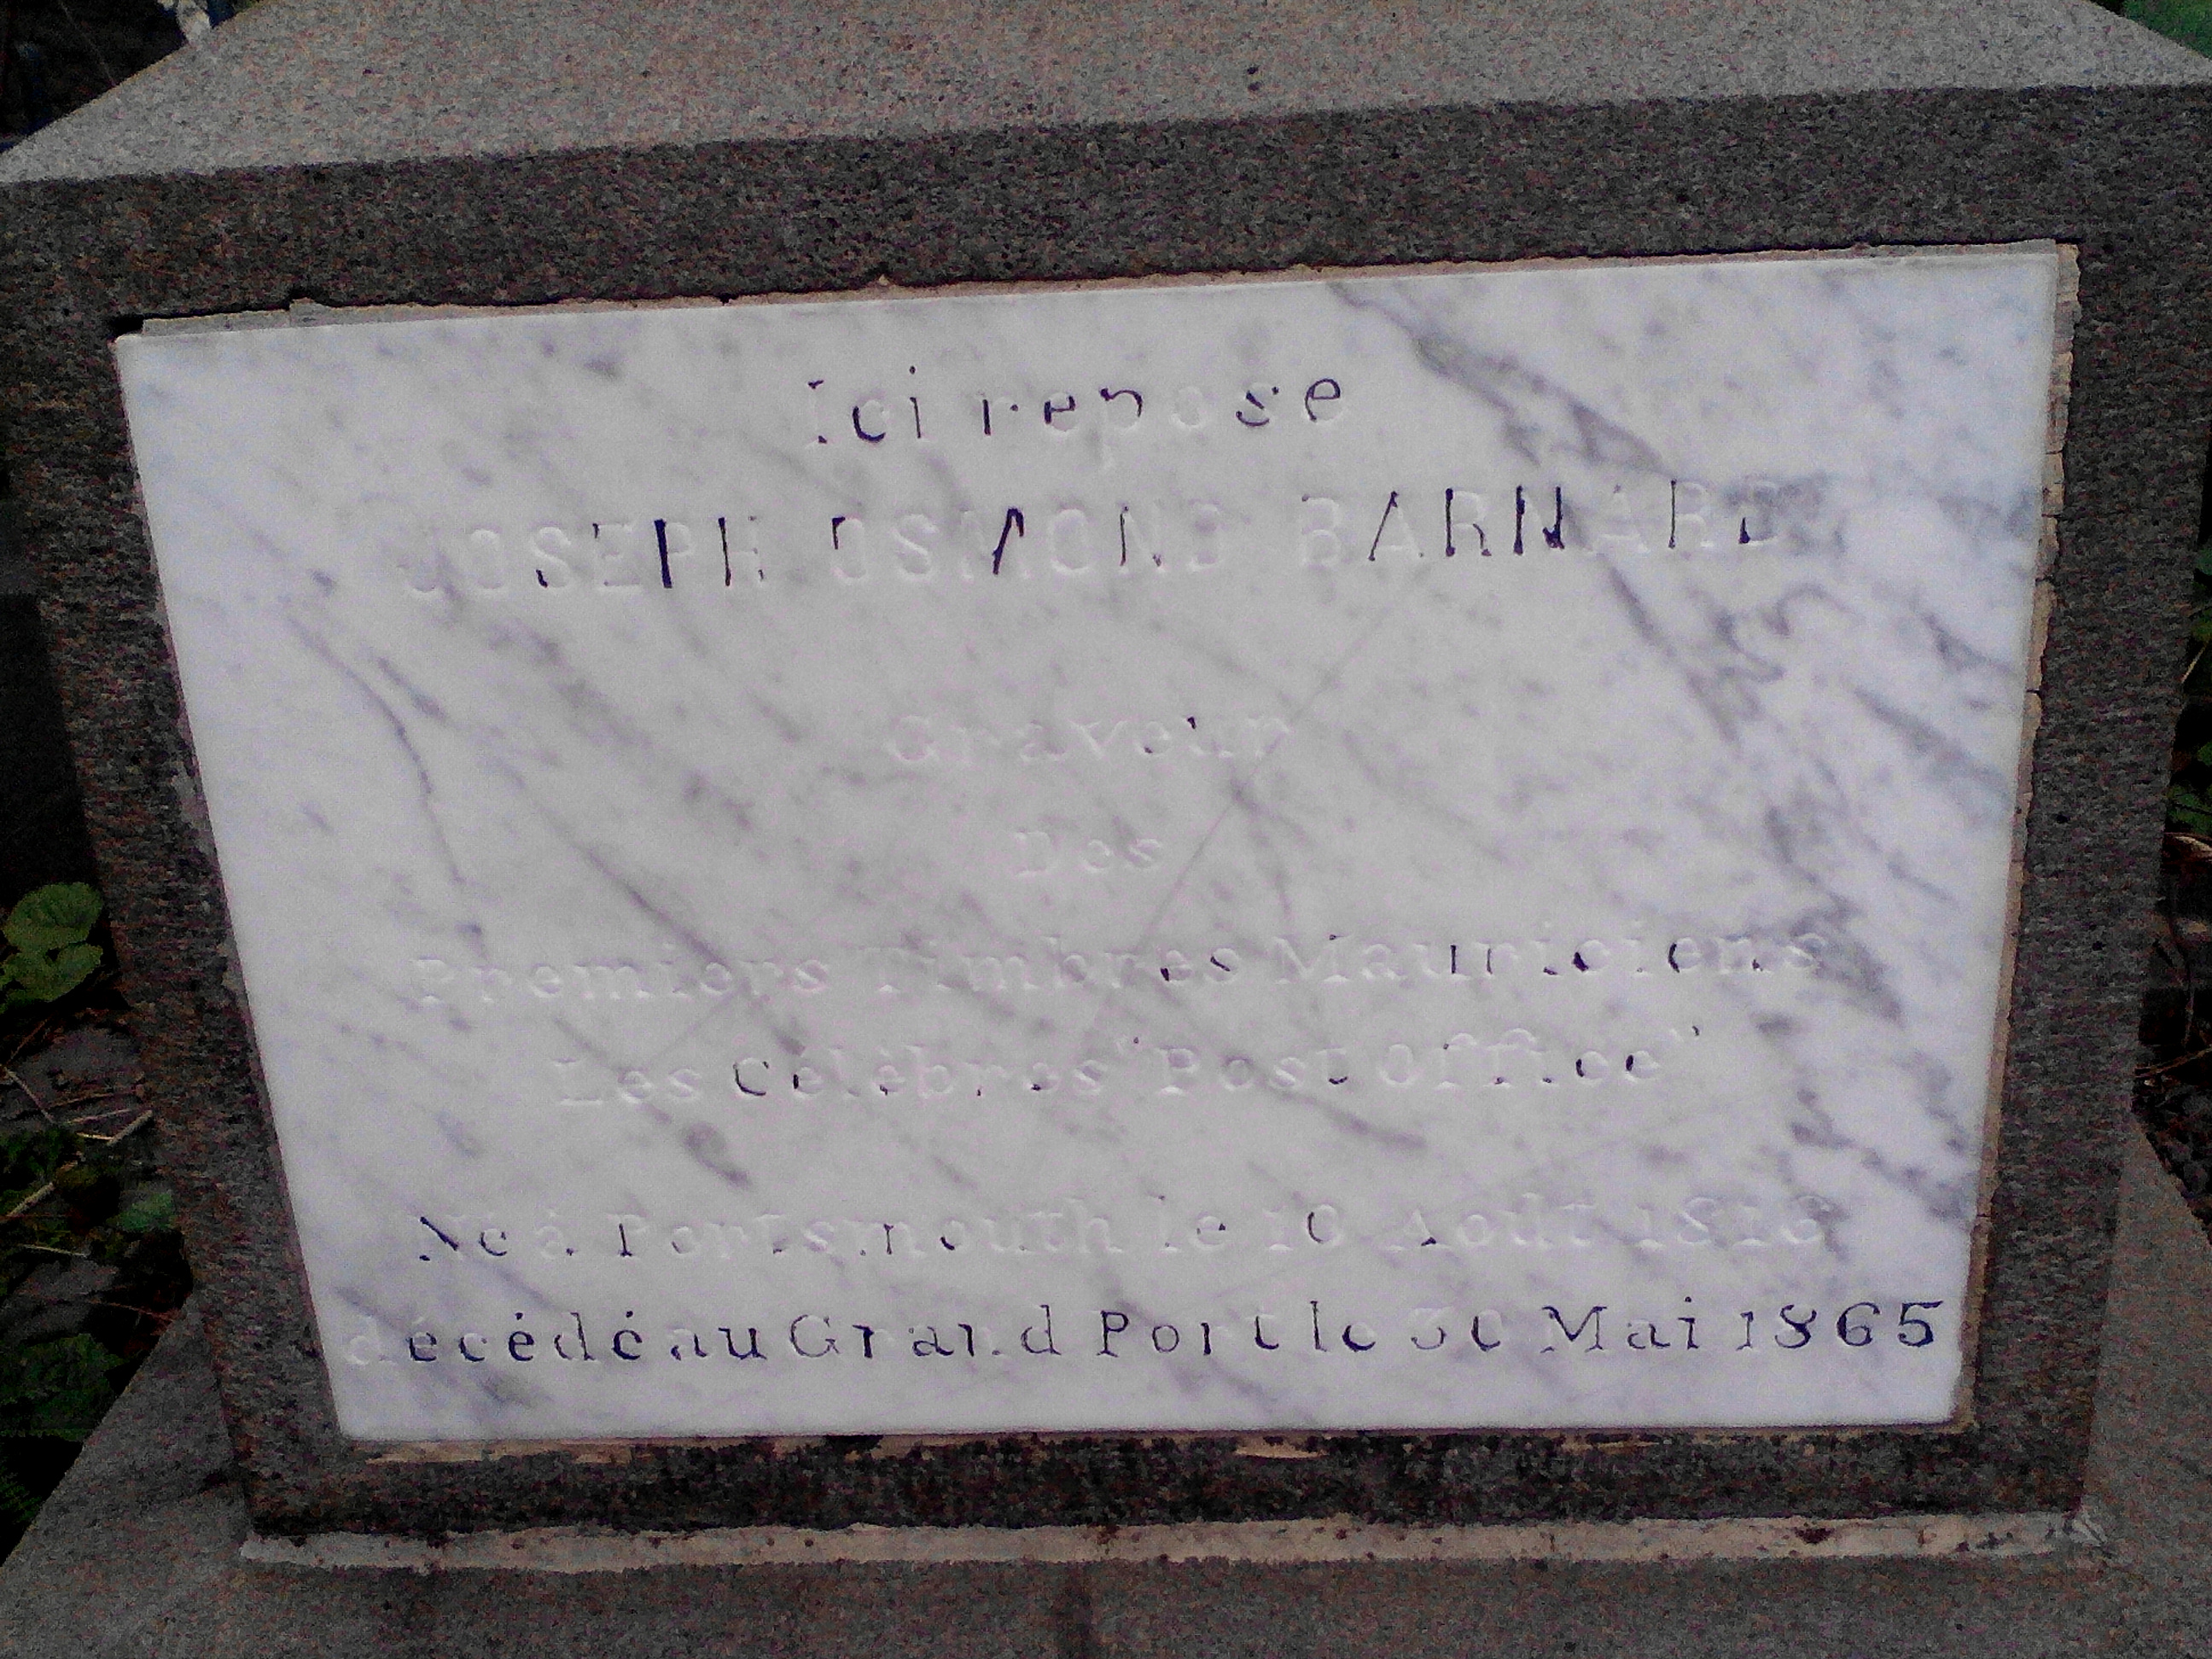 Ici repose
JOSEPH OSMOND BARNARD
Graveur
Des
Premiers Timbres Mauriciens
Les Célèbres "Post Office"
Né à Portsmouth le 10 Août 1816
décédé au Grand Port le 30 Mai 1865